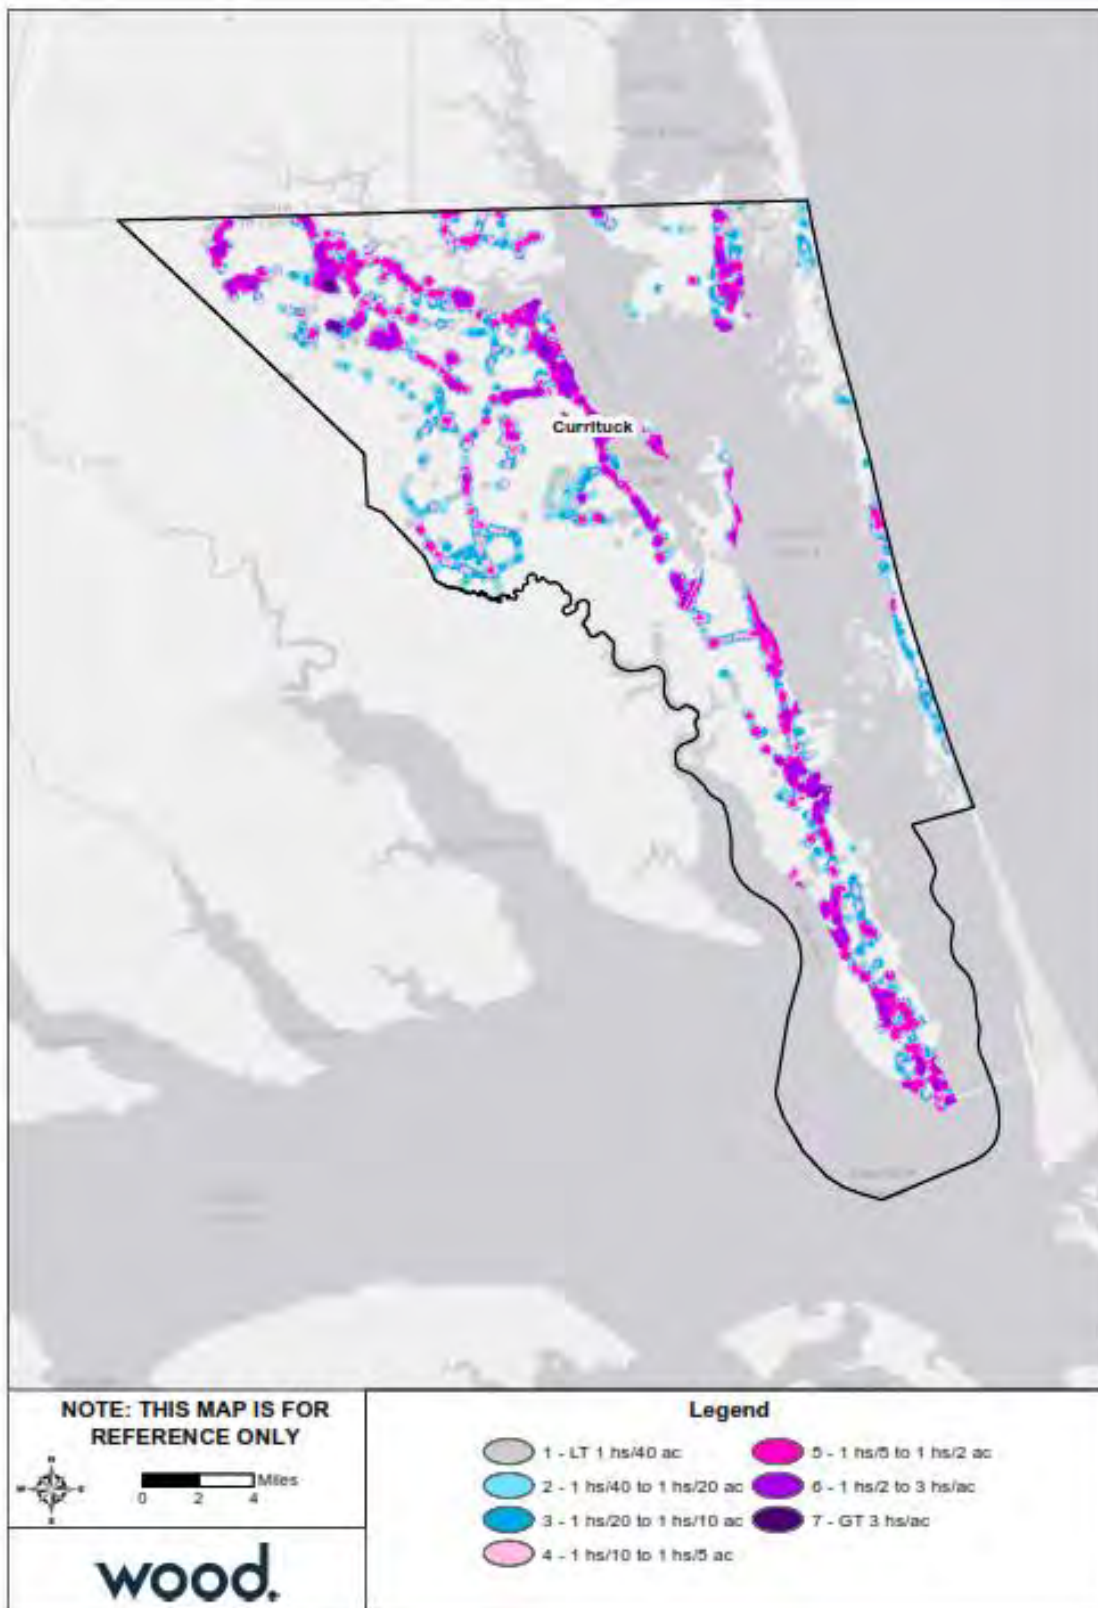 Currituck
NOTE: THIS MAP IS FOR
REFERENCE ONLY
N
W
E
S
Miles
0 2 4
wood.
Legend
1 - LT 1 hs/40 ac
2 - 1 hs/40 to 1 hs/20 ac
3 - 1 hs/20 to 1 hs/10 ac
4 - 1 hs/10 to 1 hs/5 ac
5 - 1 hs/5 to 1 hs/2 ac
6 - 1 hs/2 to 3 hs/ac
7 - GT 3 hs/ac